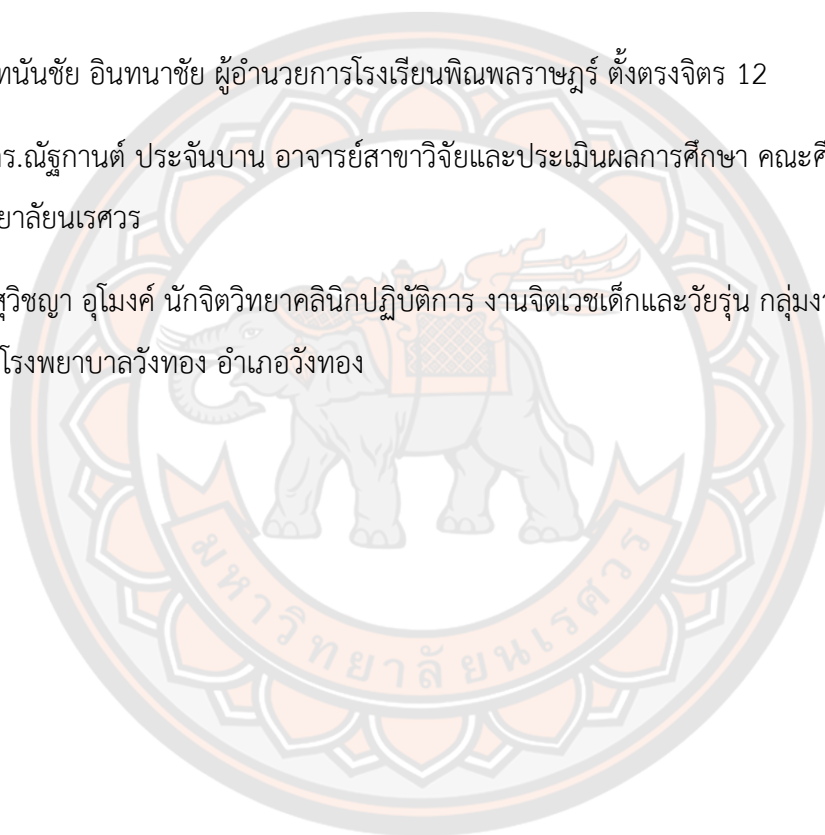 ทนันชัย อินทนาชัย ผู้อำนวยการโรงเรียนพิณพลราษฎร์ ตั้งตรงจิตร 12
ดร.ณัฐกานต์ ประจันบาน อาจารย์สาขาวิจัยและประเมินผลการศึกษา
ยาลัยนเรศวร
สุวิชญา อุโมงค์ นักจิตวิทยาคลินิกปฏิบัติการ งานจิตเวชเด็กและวัยรุ่น
โรงพยาบาลวังทอง อำเภอวังทอง
มหาวิทยาลัยนเรศวร